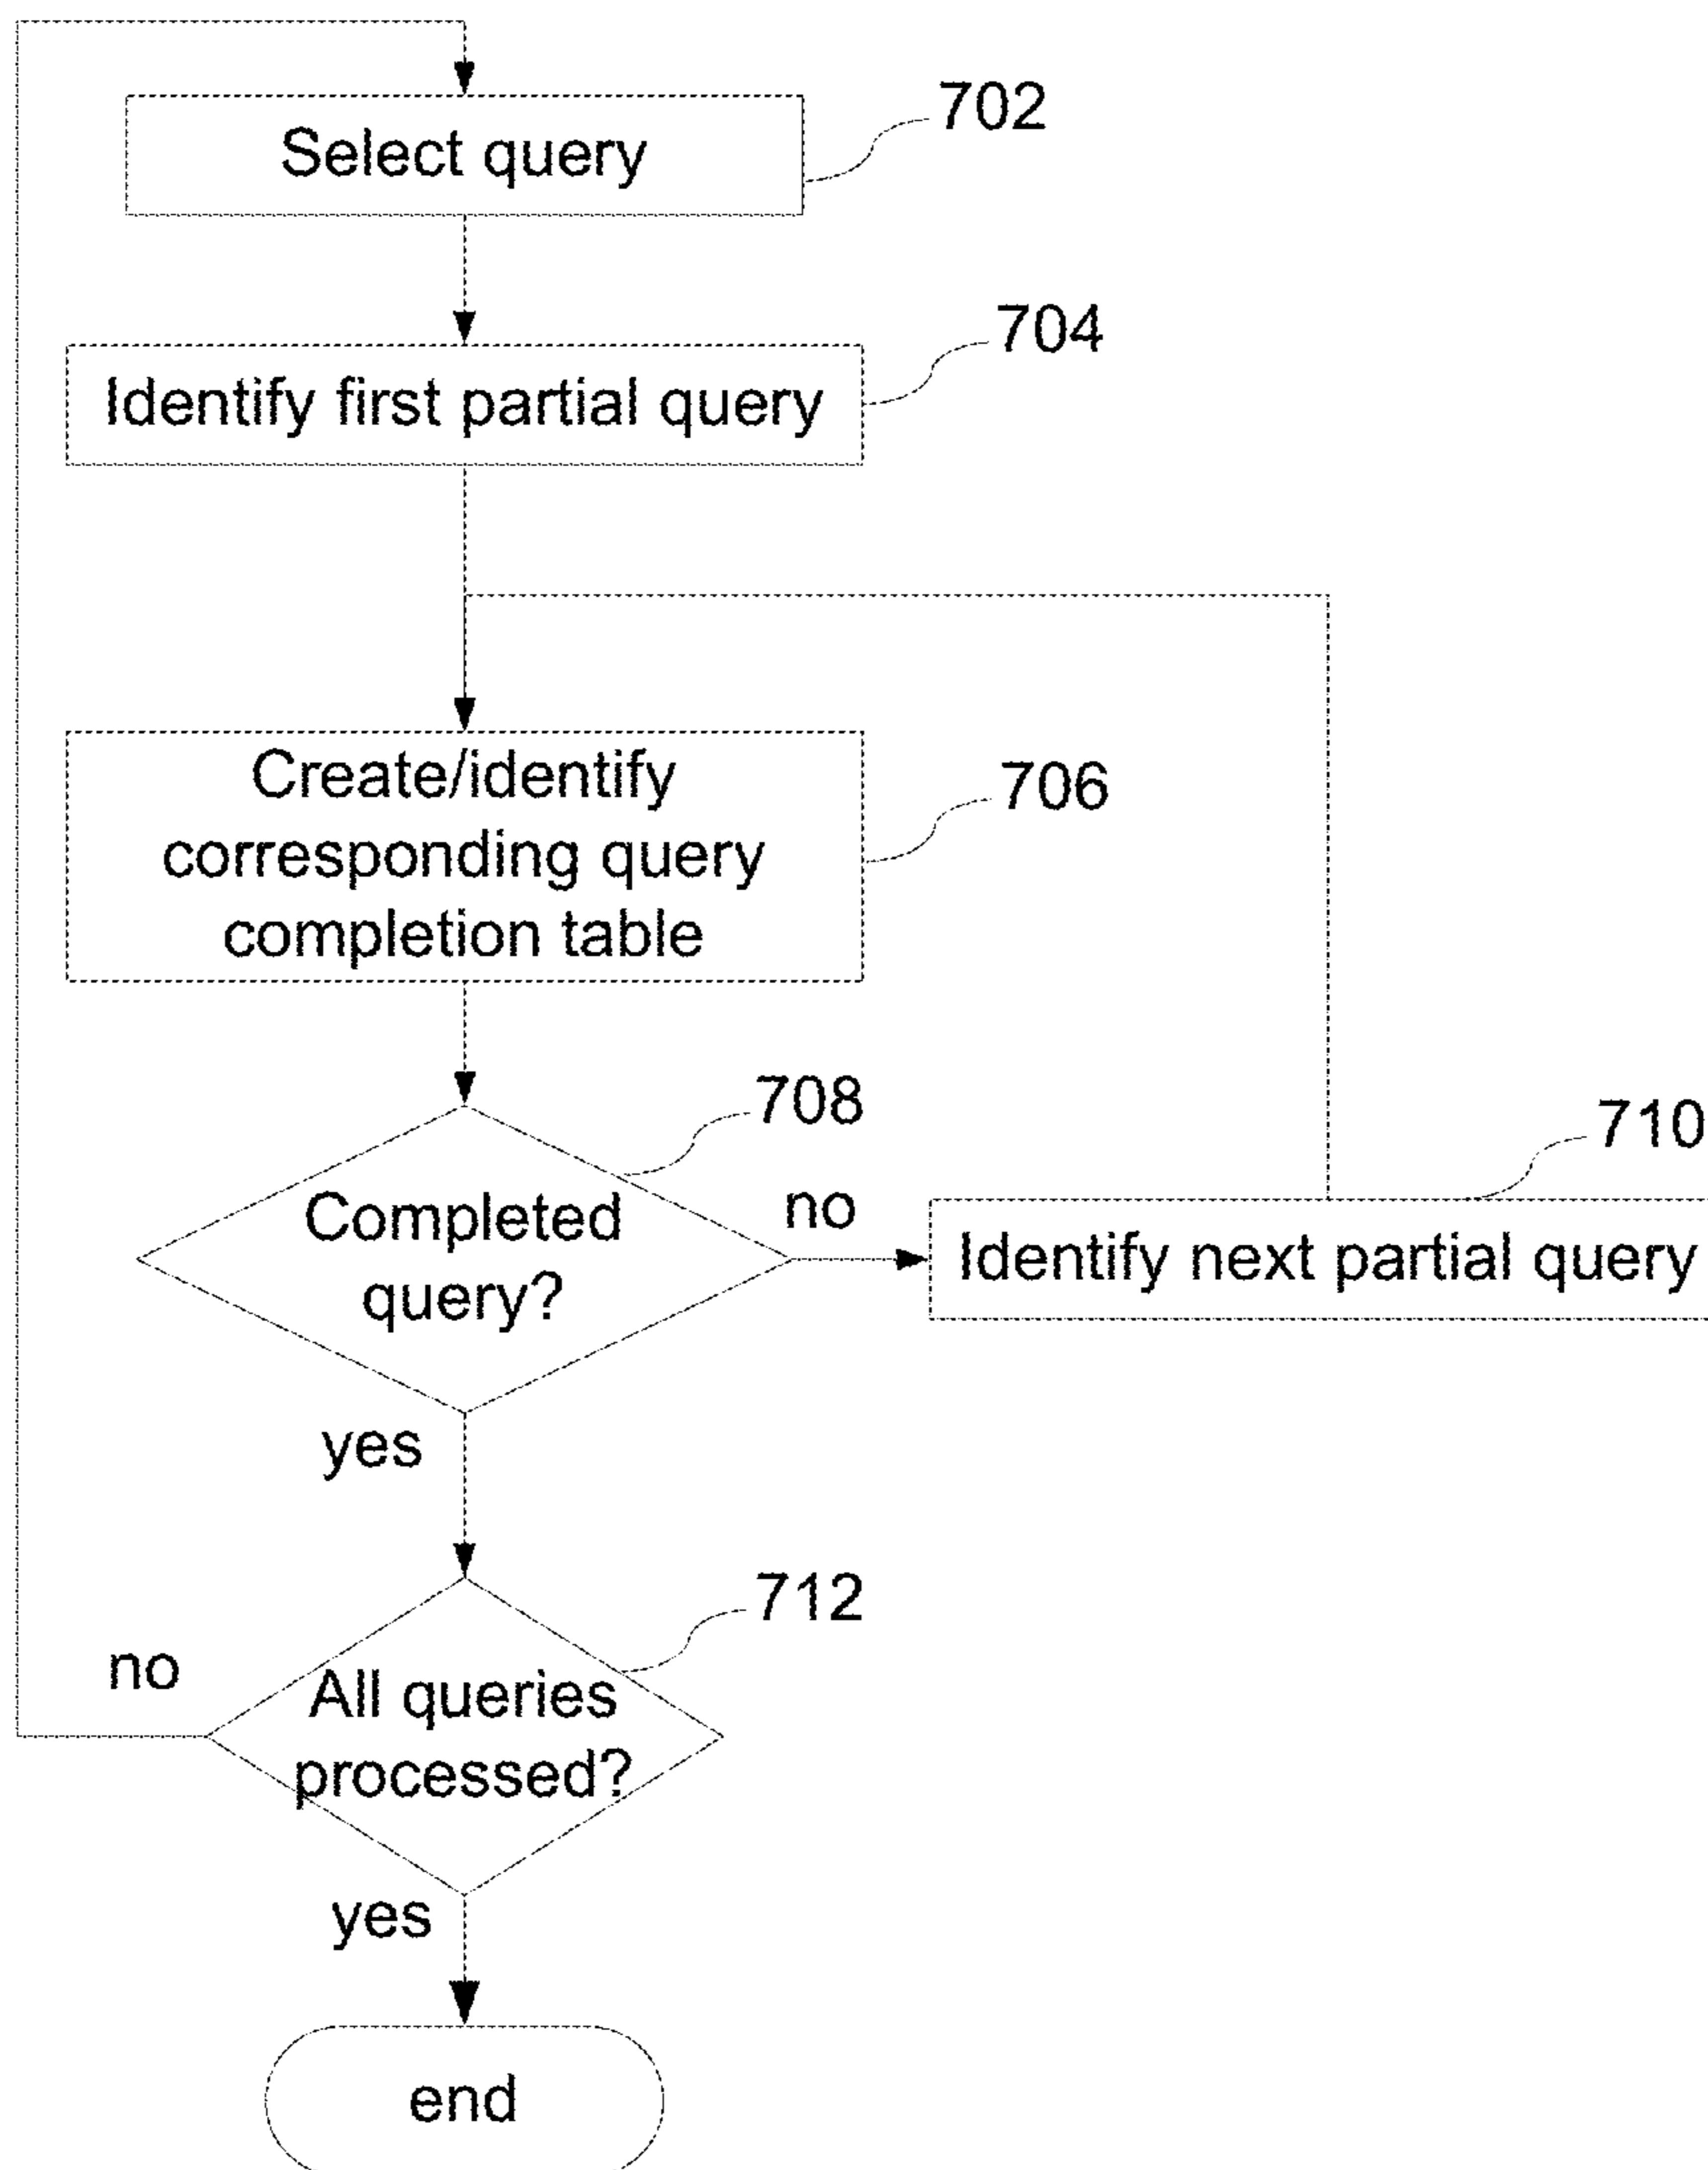 702
Select query
704
Identify first partial query
706
Create/identify
corresponding query
completion table
708
Completed
query?
no
710
Identify next partial query
yes
712
All queries
processed?
no
yes
end